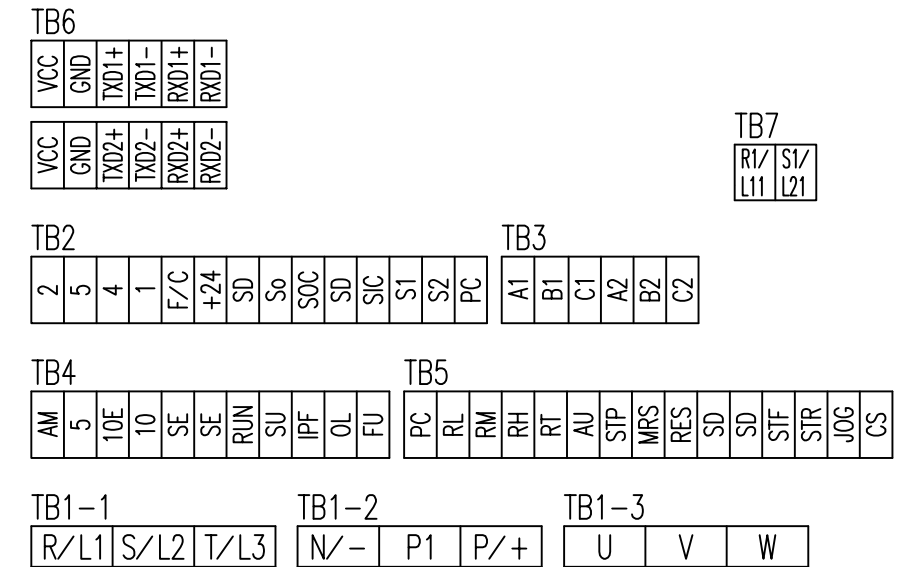 TB6
VCC GND TXD1+ TXD1- RXD1+ RXD1-
VCC GND TXD2+ TXD2- RXD2+ RXD2-
TB7
R1/ S1/
L11 L21
TB2 TB3
2 5 4 1 F/C +24 SD So SOC SD SIC S1 S2 PC A1 B1 C1 A2 B2 C2
TB4 TB5
AM 5 10E 10 SE SE RUN SU IPF OL FU PC RL RM RH RT AU STP MRS RES SD SD STF STR JOG CS
TB1-1 TB1-2 TB1-3
R/L1 S/L2 T/L3 N/- P1 P/+ U V W